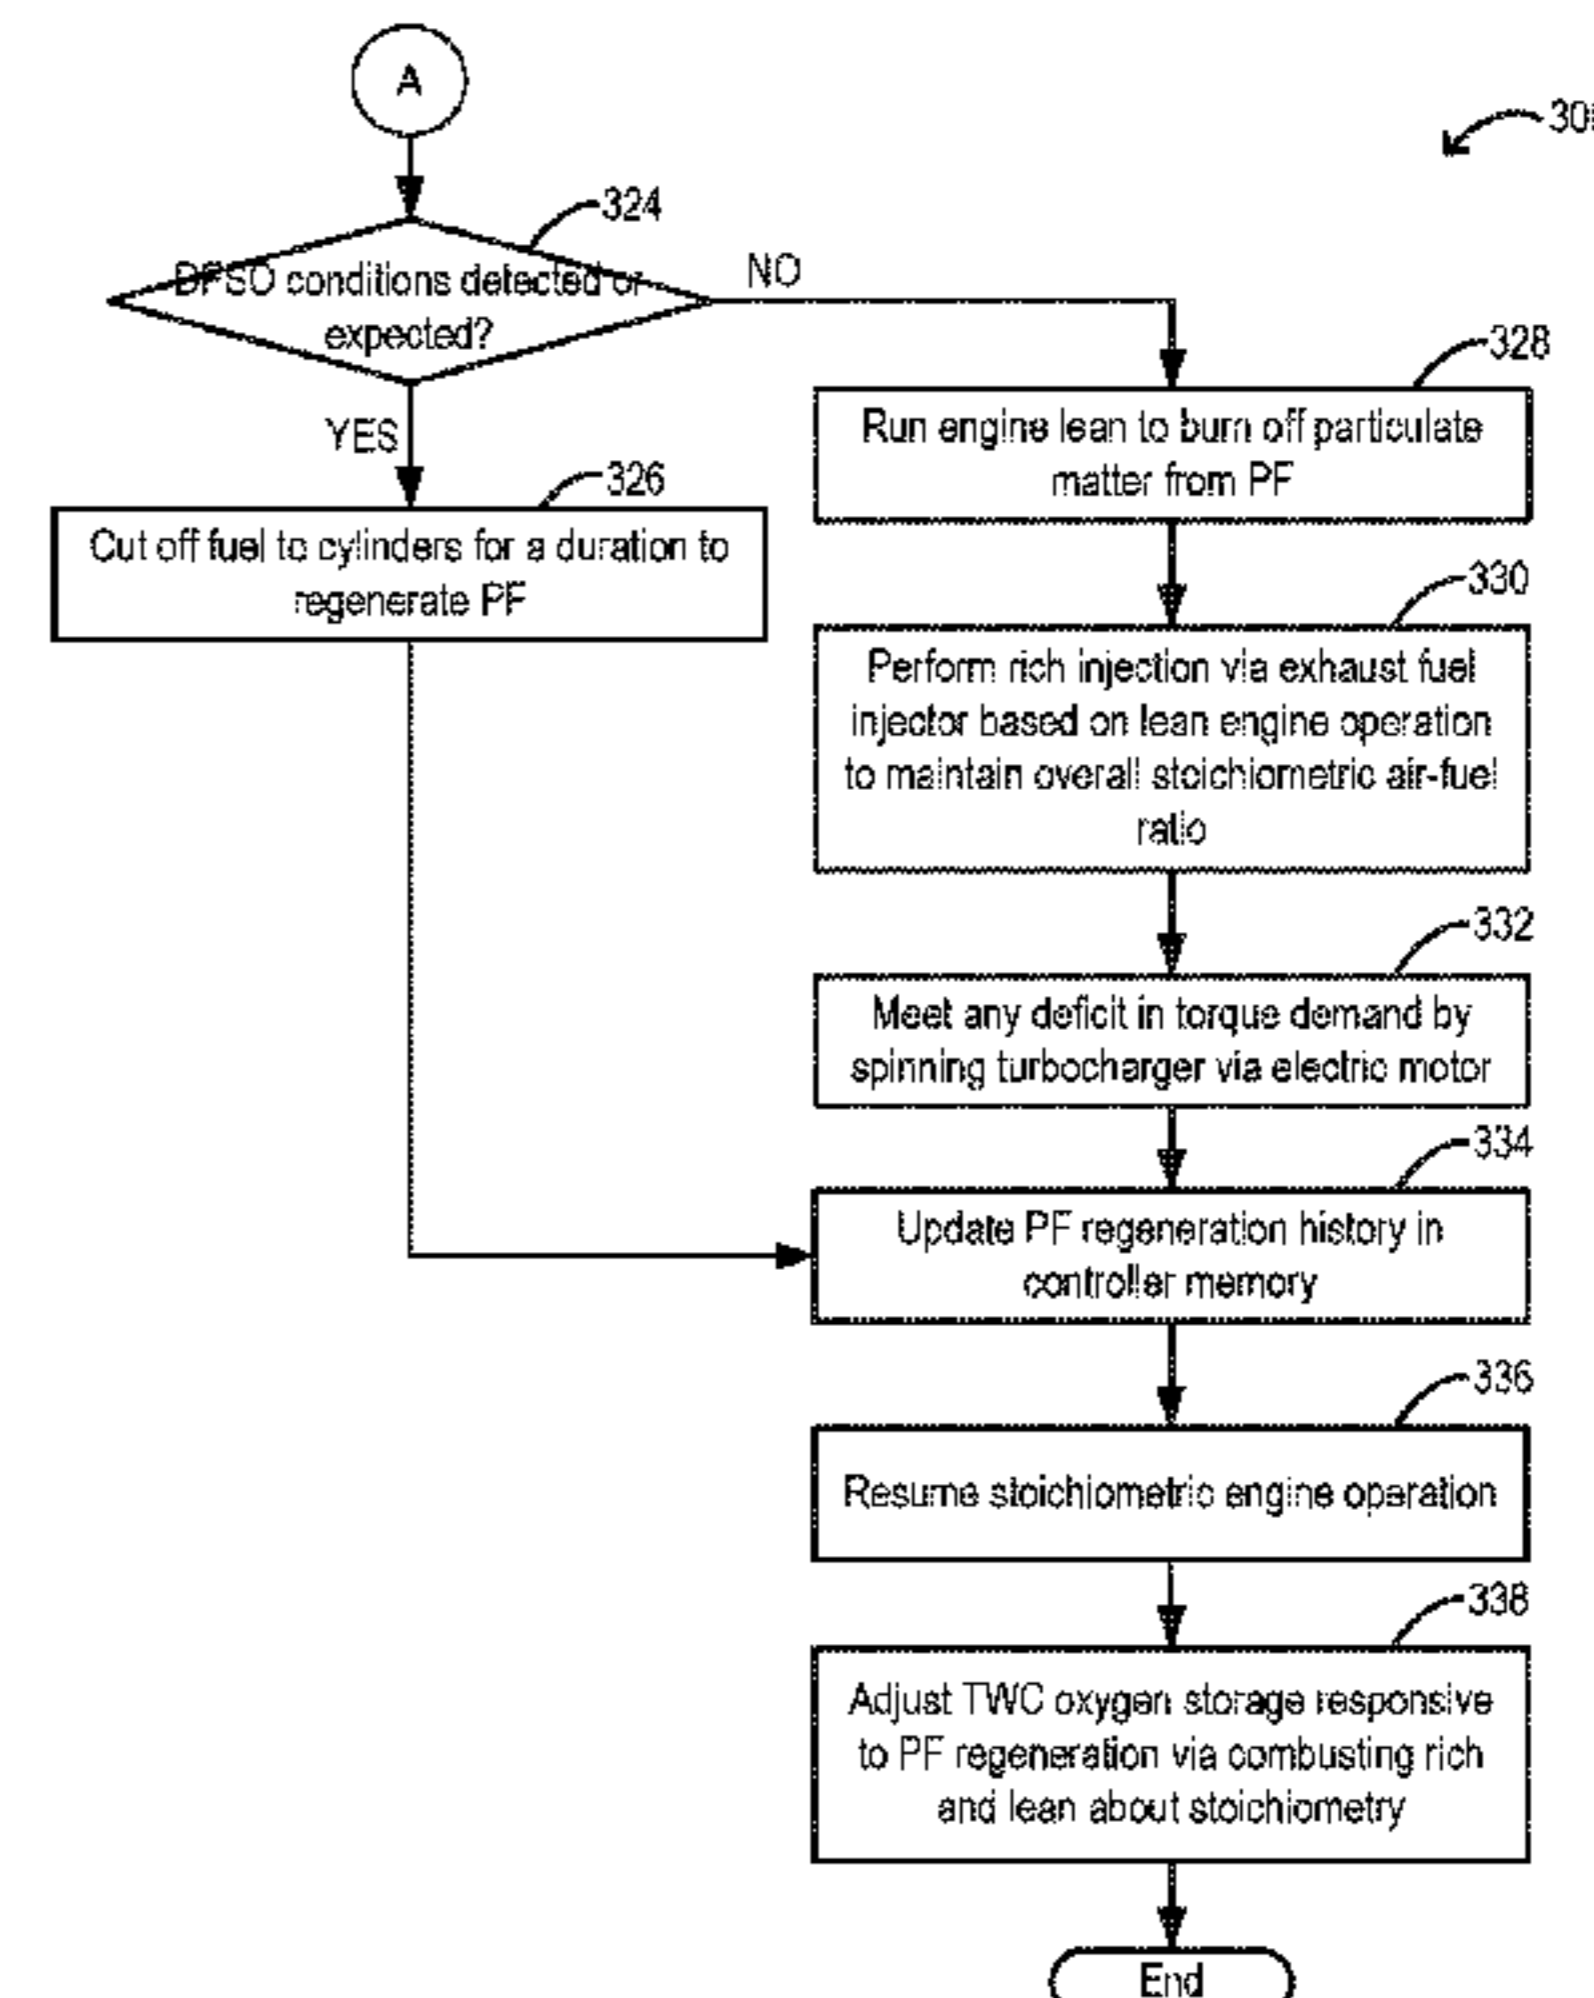 A
324
DFSO conditions detected or
expected?
NO
YES
326
Cut off fuel to cylinders for a duration to
regenerate PF
328
Run engine lean to burn off particulate
matter from PF
330
Perform rich injection via exhaust fuel
injector based on lean engine operation
to maintain overall stoichiometric air-fuel
ratio
332
Meet any deficit in torque demand by
spinning turbocharger via electric motor
334
Update PF regeneration history in
controller memory
336
Resume stoichiometric engine operation
338
Adjust TWC oxygen storage responsive
to PF regeneration via combusting rich
and lean about stoichiometry
End